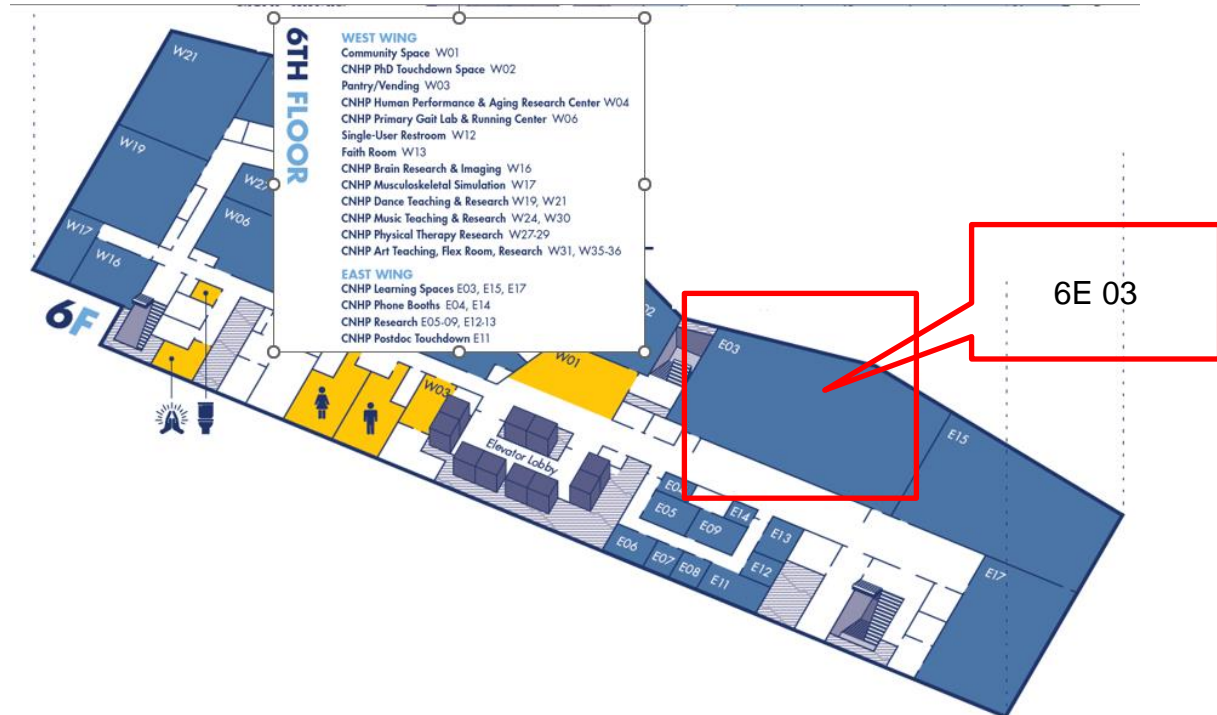 6TH FLOOR
WEST WING
Community Space W01
CNHP PhD Touchdown Space W02
Pantry/Vending W03
CNHP Human Performance & Aging Research Center W04
CNHP Primary Gait Lab & Running Center W06
Single-User Restroom W12
Faith Room W13
CNHP Brain Research & Imaging W16
CNHP Musculoskeletal Simulation W17
CNHP Dance Teaching & Research W19, W21
CNHP Music Teaching & Research W24, W30
CNHP Physical Therapy Research W27-29
CNHP Art Teaching, Flex Room, Research W31, W35-36
EAST WING
CNHP Learning Spaces E03, E15, E17
CNHP Phone Booths E04, E14
CNHP Research E05-09, E12-13
CNHP Postdoc Touchdown E11
W21
W19
W27
W06
W17
W16
6F
W03
W01
02
Elevator Lobby
E03
6E 03
E15
E17
E04
E05
E14
E09
E13
E06
E07
E08
E11
E12